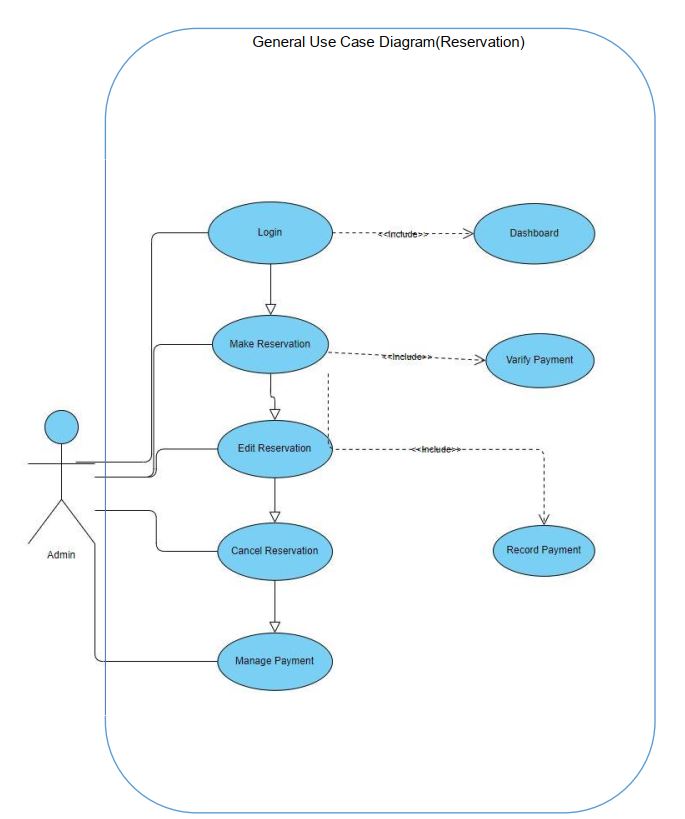 General Use Case Diagram(Reservation)
Login
<<Include>>
Dashboard
Make Reservation
<<Include>>
Varify Payment
Edit Reservation
<<Include>>
Cancel Reservation
Record Payment
Admin
Manage Payment